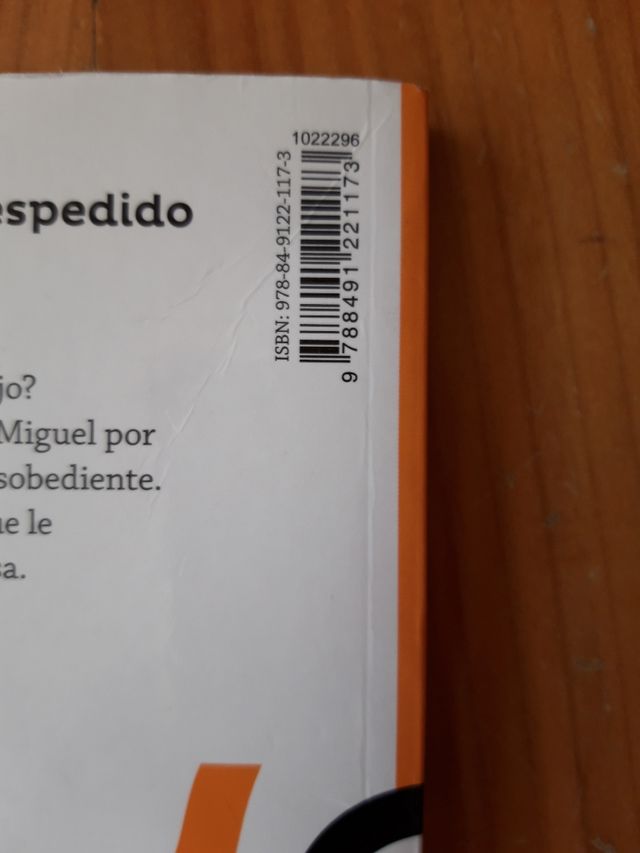 1022296
ISBN: 978-84-9122-117-3
9 788491 221173
espedido
jo?
Miguel por
sobediente.
ue le
sa.